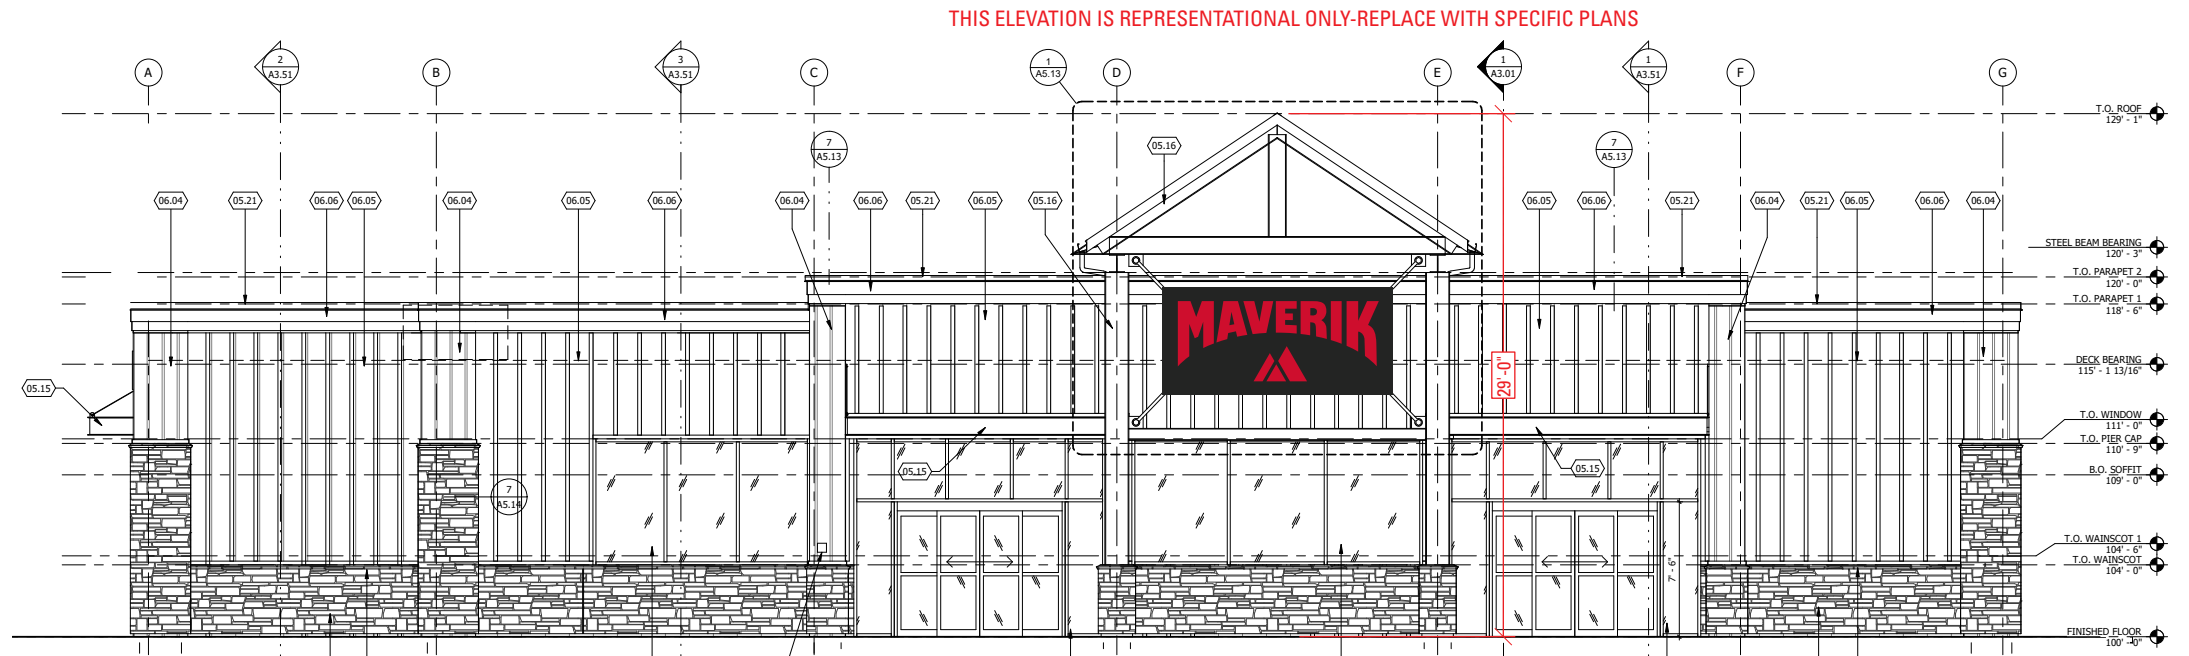 THIS ELEVATION IS REPRESENTATIONAL ONLY-REPLACE WITH SPECIFIC PLANS
A
2
A3.51
B
3
A3.51
C
1
A5.13
D
E
1
A3.01
1
A3.51
F
G
T.O. ROOF
129' - 1"
7
A5.13
05.16
7
A5.13
06.04
05.21
06.06
06.05
06.04
06.05
06.06
06.04
06.06
05.21
06.05
05.16
06.05
06.06
05.21
06.04
05.21
06.05
06.06
06.04
STEEL BEAM BEARING
120' - 3"
T.O. PARAPET 2
120' - 0"
T.O. PARAPET 1
118' - 6"
MAVERIK
29'-0"
DECK BEARING
115' - 1 13/16"
05.15
T.O. WINDOW
111' - 0"
T.O. PIER CAP
110' - 9"
05.15
05.15
B.O. SOFFIT
109' - 0"
7
A5.14
T.O. WAINSCOT 1
104' - 6"
T.O. WAINSCOT
104' - 0"
7' - 6"
FINISHED FLOOR
100' - 0"